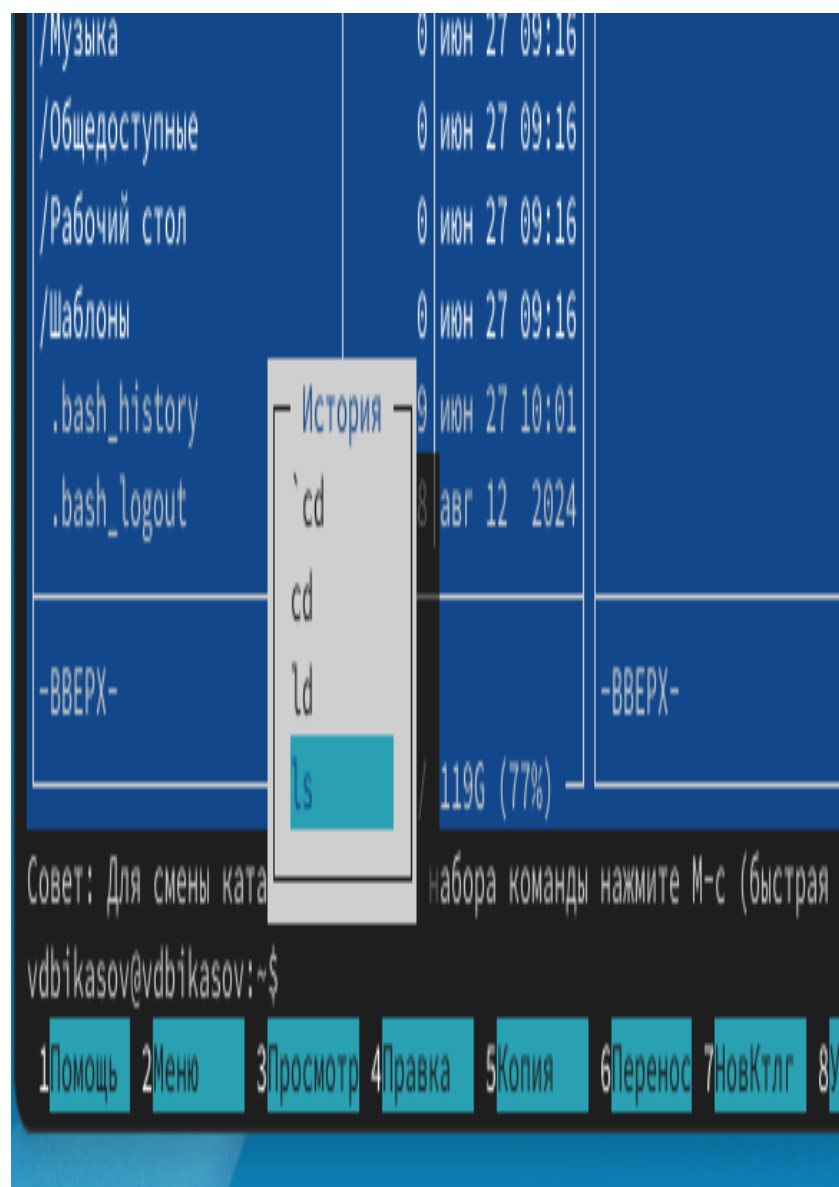 /Музыка 0 июн 27 09:16
/Общедоступные 0 июн 27 09:16
/Рабочий стол 0 июн 27 09:16
/Шаблоны 0 июн 27 09:16
.bash_history 9 июн 27 10:01
.bash_logout 8 авг 12 2024
История
`cd
cd
ld
ls
-ВВЕРХ- -ВВЕРХ-
/ 119G (77%)
Совет: Для смены ката набора команды нажмите M-c (быстрая
vdbikasov@vdbikasov:~$
1Помощь 2Меню 3Просмотр 4Правка 5Копия 6Перенос 7НовКтлг 8У